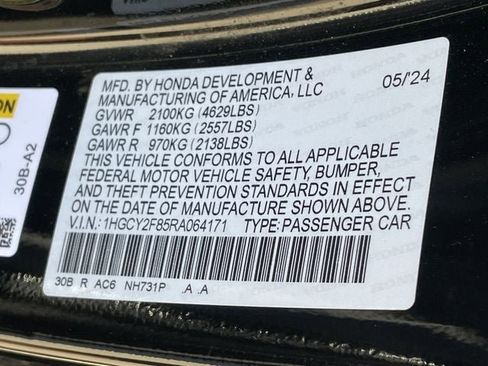 MFD. BY HONDA DEVELOPMENT & 05/24
MANUFACTURING OF AMERICA, LLC
GVWR 2100KG (4629LBS)
GAWR F 1160KG (2557LBS)
GAWR R 970KG (2138LBS)
THIS VEHICLE CONFORMS TO ALL APPLICABLE
FEDERAL MOTOR VEHICLE SAFETY, BUMPER,
AND THEFT PREVENTION STANDARDS IN EFFECT
ON THE DATE OF MANUFACTURE SHOWN ABOVE.
V.I.N.: 1HGCY2F85RA064171 TYPE: PASSENGER CAR
30B R AC6 NH731P .A .A
30B-A2